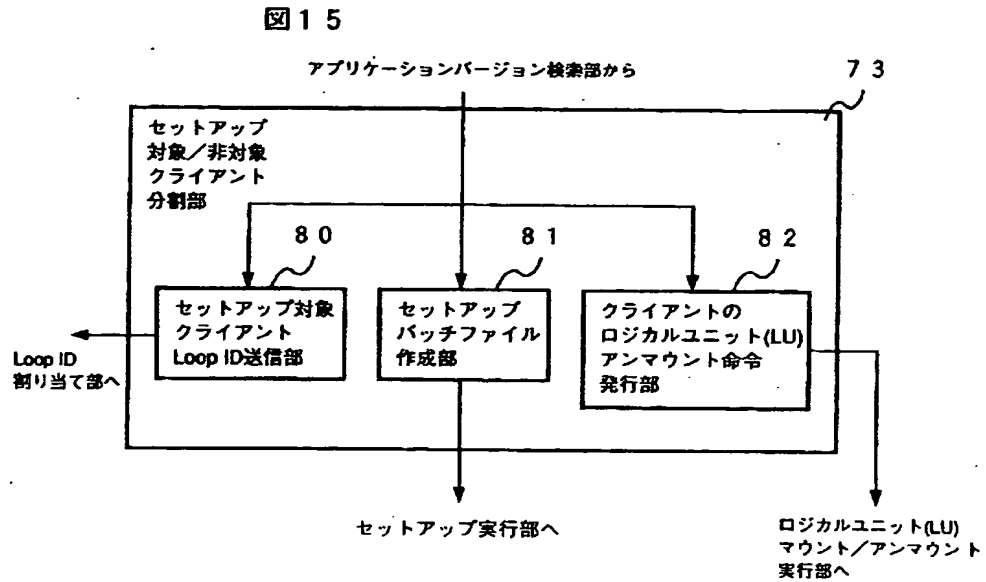 図15
アプリケーションバージョン検索部から
73
セットアップ
対象/非対象
クライアント
分割部
80
81
82
セットアップ対象
クライアント
Loop ID送信部
セットアップ
バッチファイル
作成部
クライアントの
ロジカルユニット(LU)
アンマウント命令
発行部
Loop ID
割り当て部へ
セットアップ実行部へ
ロジカルユニット(LU)
マウント/アンマウント
実行部へ